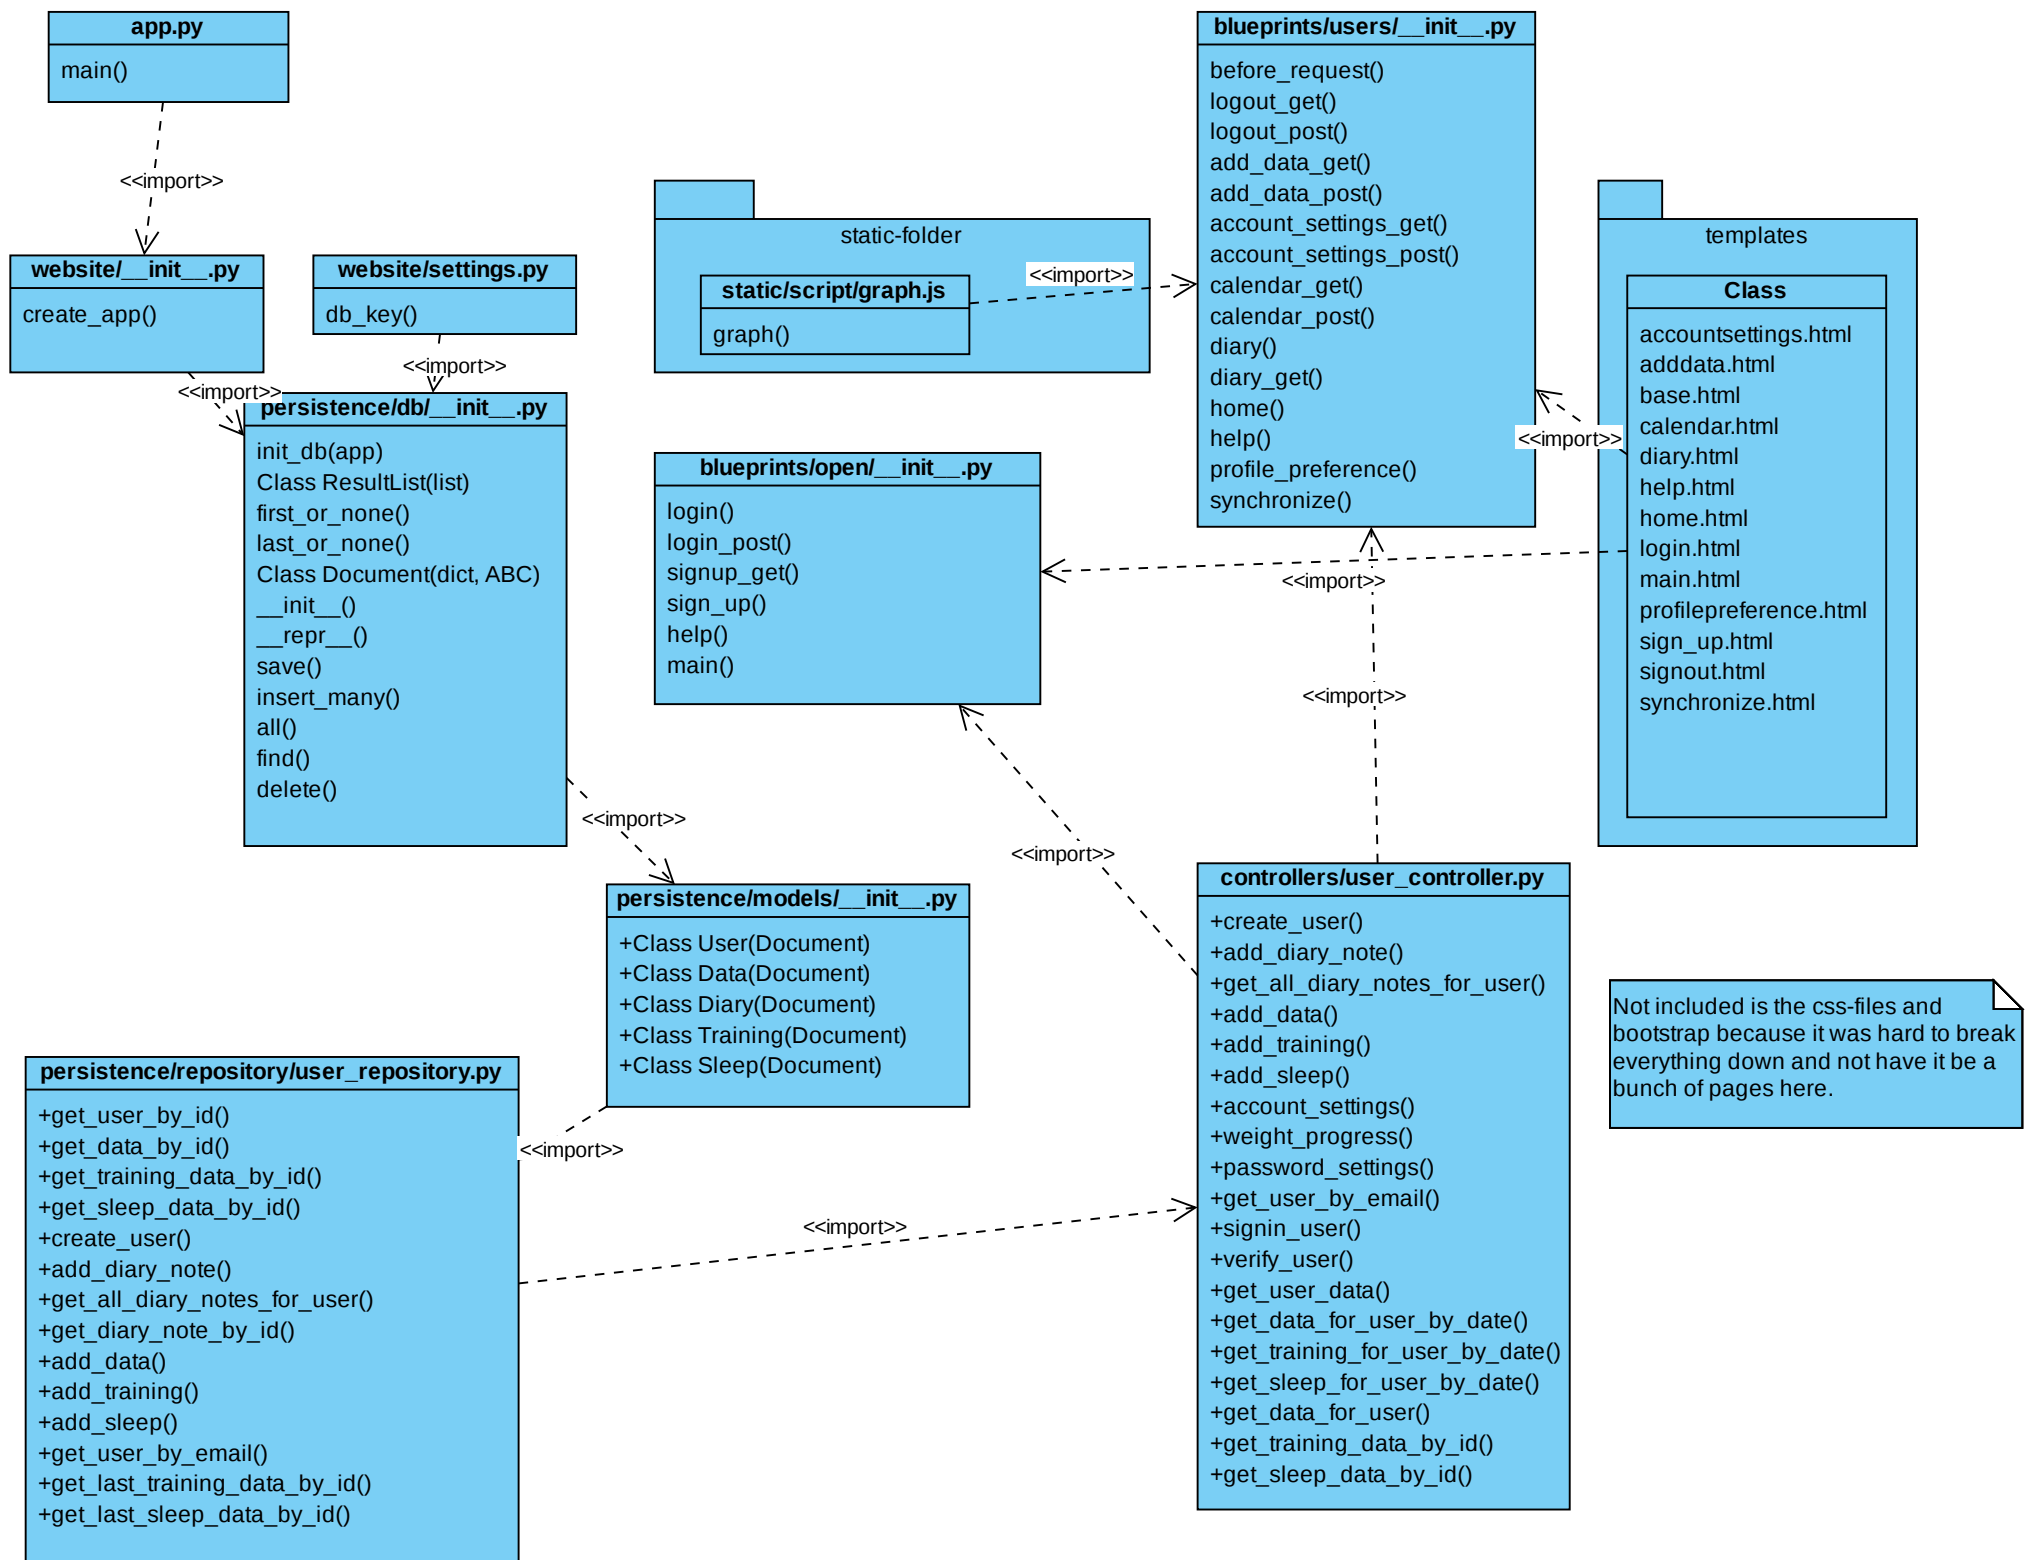 app.py
main()
<<import>>
website/__init__.py
create_app()
<<import>>
website/settings.py
db_key()
<<import>>
persistence/db/__init__.py
init_db(app)
Class ResultList(list)
first_or_none()
last_or_none()
Class Document(dict, ABC)
__init__()
__repr__()
save()
insert_many()
all()
find()
delete()
<<import>>
static-folder
static/script/graph.js
graph()
<<import>>
blueprints/open/__init__.py
login()
login_post()
signup_get()
sign_up()
help()
main()
blueprints/users/__init__.py
before_request()
logout_get()
logout_post()
add_data_get()
add_data_post()
account_settings_get()
account_settings_post()
calendar_get()
calendar_post()
diary()
diary_get()
home()
help()
profile_preference()
synchronize()
<<import>>
<<import>>
<<import>>
<<import>>
templates
Class
accountsettings.html
adddata.html
base.html
calendar.html
diary.html
help.html
home.html
login.html
main.html
profilepreference.html
sign_up.html
signout.html
synchronize.html
persistence/models/__init__.py
+Class User(Document)
+Class Data(Document)
+Class Diary(Document)
+Class Training(Document)
+Class Sleep(Document)
<<import>>
persistence/repository/user_repository.py
+get_user_by_id()
+get_data_by_id()
+get_training_data_by_id()
+get_sleep_data_by_id()
+create_user()
+add_diary_note()
+get_all_diary_notes_for_user()
+get_diary_note_by_id()
+add_data()
+add_training()
+add_sleep()
+get_user_by_email()
+get_last_training_data_by_id()
+get_last_sleep_data_by_id()
<<import>>
controllers/user_controller.py
+create_user()
+add_diary_note()
+get_all_diary_notes_for_user()
+add_data()
+add_training()
+add_sleep()
+account_settings()
+weight_progress()
+password_settings()
+get_user_by_email()
+signin_user()
+verify_user()
+get_user_data()
+get_data_for_user_by_date()
+get_training_for_user_by_date()
+get_sleep_for_user_by_date()
+get_data_for_user()
+get_training_data_by_id()
+get_sleep_data_by_id()
Not included is the css-files and
bootstrap because it was hard to break
everything down and not have it be a
bunch of pages here.